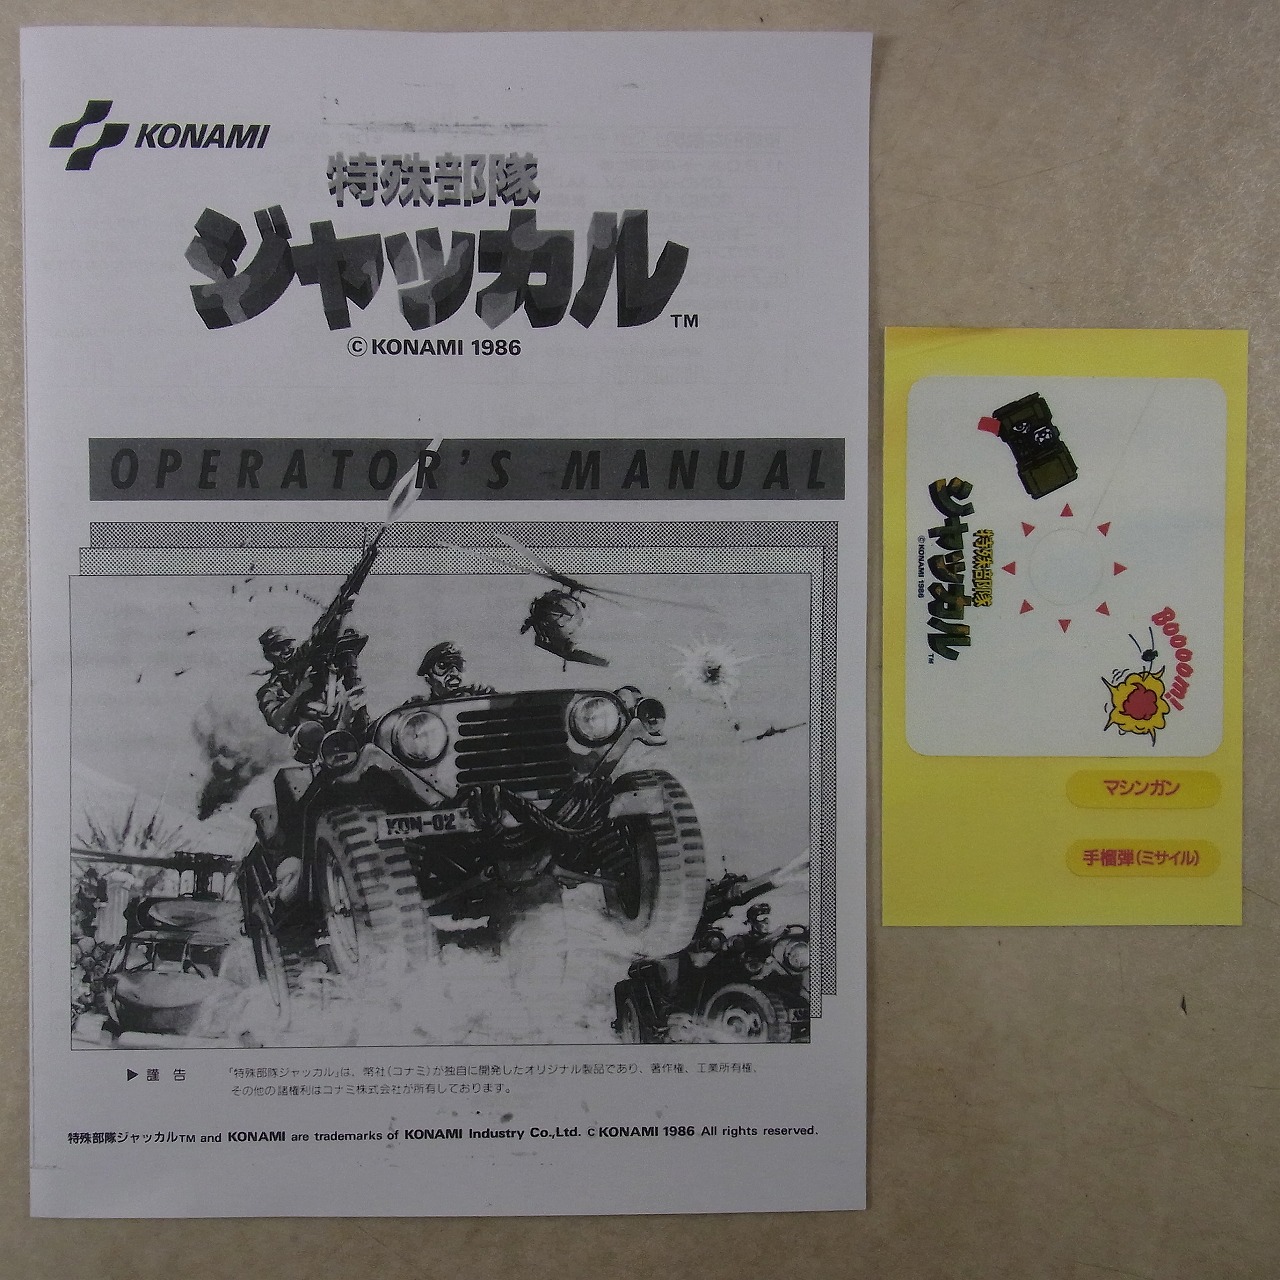 KONAMI
特殊部隊
ジャッカル™
©KONAMI 1986
OPERATOR'S MANUAL
KON-02
▶ 謹告
「特殊部隊ジャッカル」は、弊社(コナミ)が独自に開発したオリジナル製品であり、著作権、工業所有権、
その他の諸権利はコナミ株式会社が所有しております。
特殊部隊ジャッカル™ and KONAMI are trademarks of KONAMI Industry Co.,Ltd. © KONAMI 1986 All rights reserved.
特殊部隊
ジャッカル™
©KONAMI 1986
Booooom!
マシンガン
手榴弾(ミサイル)